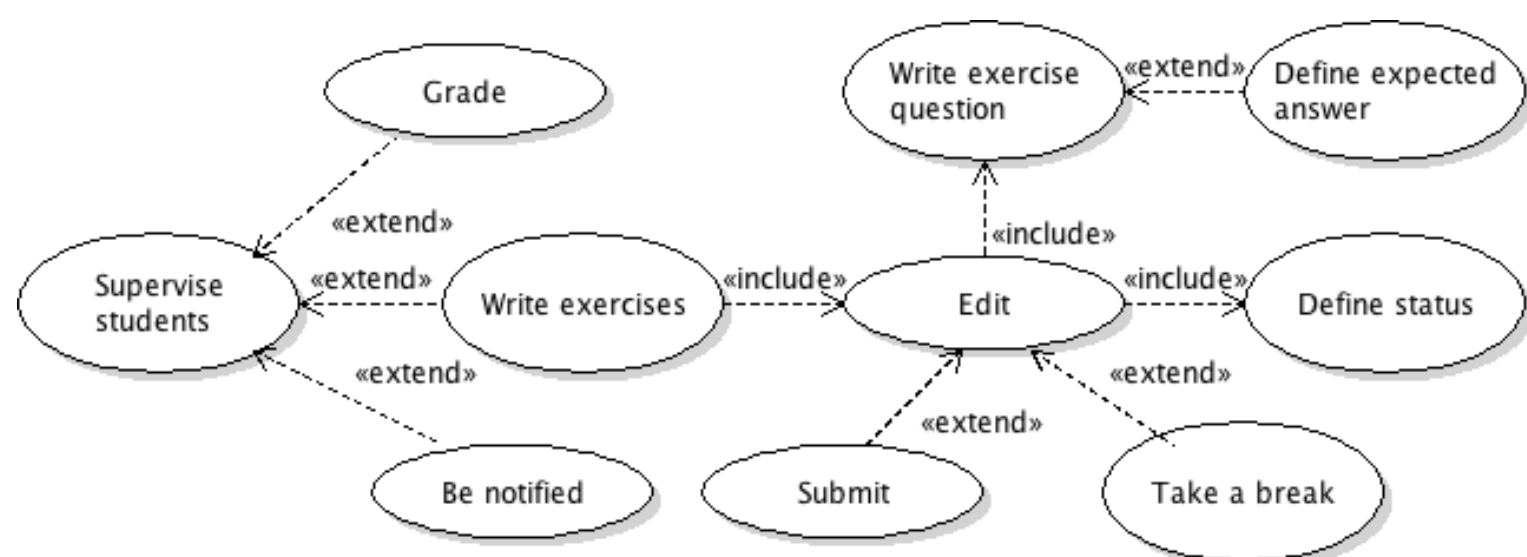 Grade
Write exercise
question
«extend»
Define expected
answer
«extend»
«include»
Supervise
students
«extend»
Write exercises
«include»
Edit
«include»
Define status
«extend»
«extend»
«extend»
Be notified
Submit
Take a break